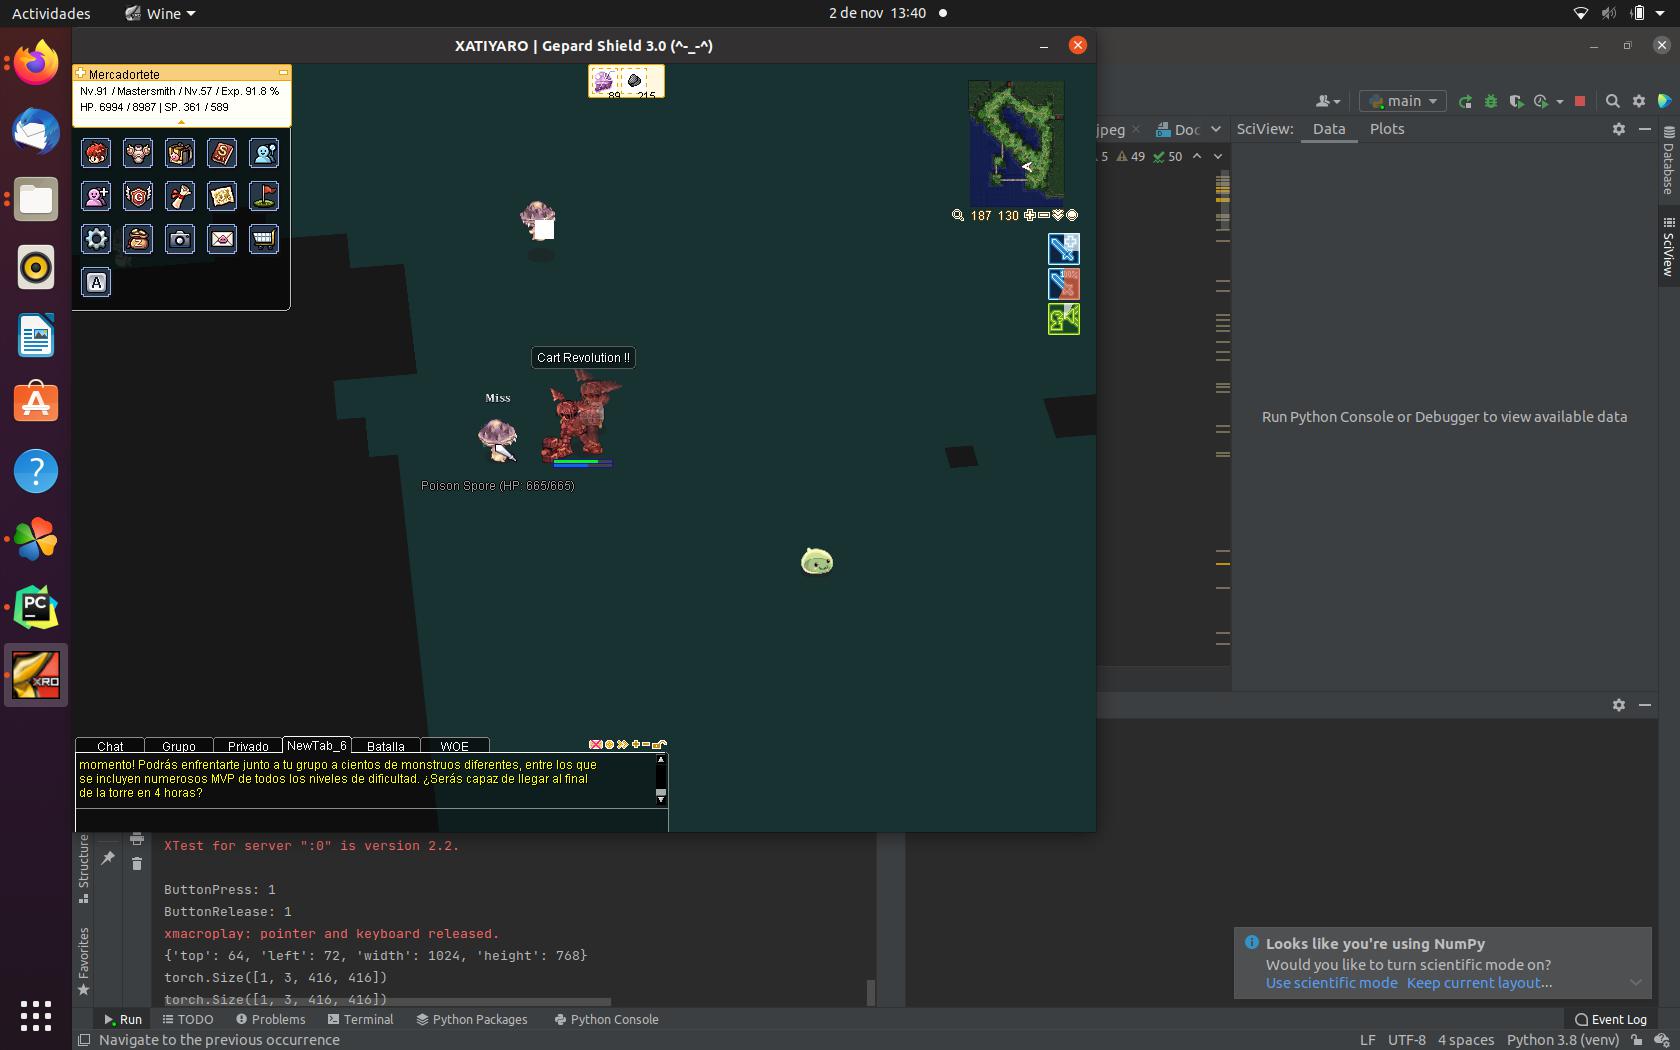 Actividades
Wine
2 de nov 13:40
XATIYARO | Gepard Shield 3.0 (^-_-^)
Mercadortete
Nv.91 / Mastersmith / Nv.57 / Exp. 91.8 %
HP. 6994 / 8987 | SP. 361 / 589
89
215
187 130
100%
A
Cart Revolution !!
Miss
Poison Spore (HP: 665/665)
Chat
Grupo
Privado
NewTab_6
Batalla
WOE
momento! Podrás enfrentarte junto a tu grupo a cientos de monstruos diferentes, entre los que
se incluyen numerosos MVP de todos los niveles de dificultad. ¿Serás capaz de llegar al final
de la torre en 4 horas?
main
jpeg
Doc
SciView:
Data
Plots
5
49
50
Database
SciView
Run Python Console or Debugger to view available data
PC
XRO
Structure
Favorites
XTest for server ":0" is version 2.2.
ButtonPress: 1
ButtonRelease: 1
xmacroplay: pointer and keyboard released.
{'top': 64, 'left': 72, 'width': 1024, 'height': 768}
torch.Size([1, 3, 416, 416])
torch.Size([1, 3, 416, 416])
Looks like you're using NumPy
Would you like to turn scientific mode on?
Use scientific mode
Keep current layout...
Run
TODO
Problems
Terminal
Python Packages
Python Console
Event Log
Navigate to the previous occurrence
LF
UTF-8
4 spaces
Python 3.8 (venv)